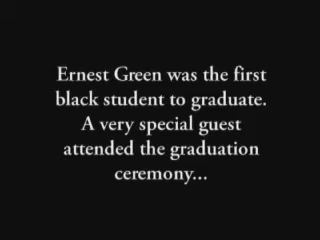 Ernest Green was the first
black student to graduate.
A very special guest
attended the graduation
ceremony...